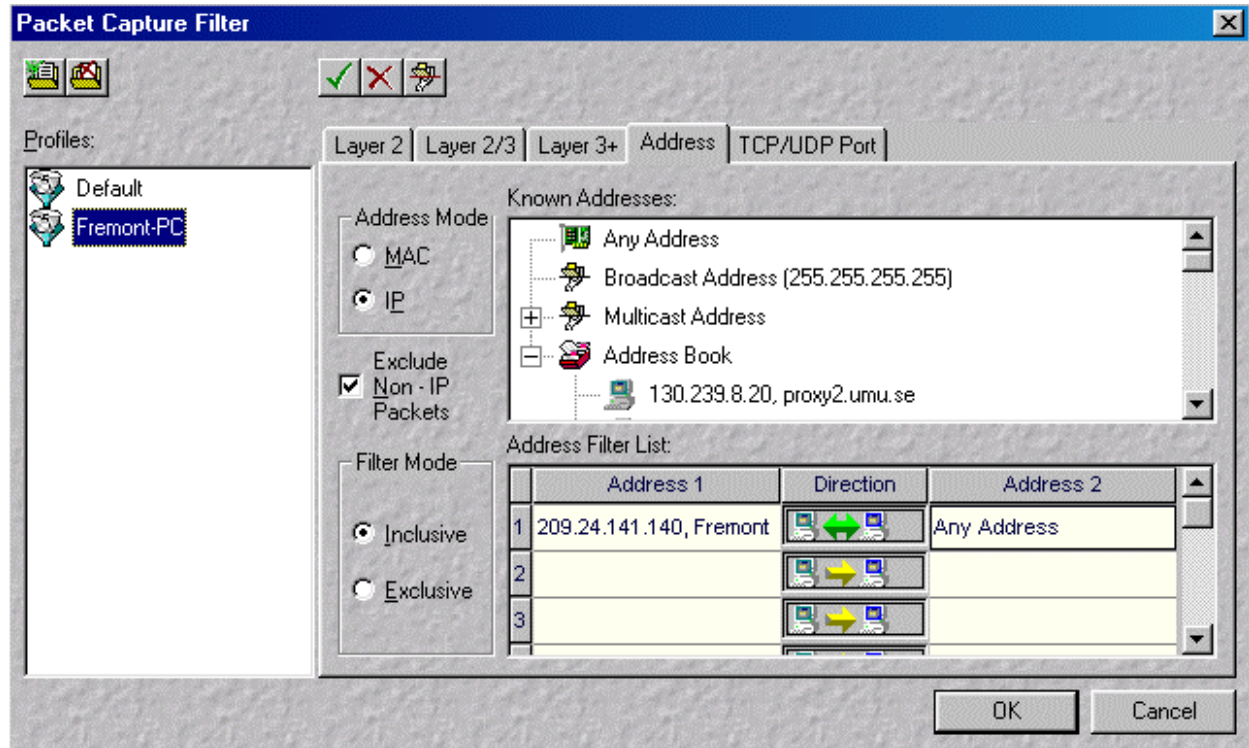 Packet Capture Filter
Profiles:
Default
Fremont-PC
Layer 2 Layer 2/3 Layer 3+ Address TCP/UDP Port
Address Mode
MAC
IP
Exclude
Non - IP
Packets
Filter Mode
Inclusive
Exclusive
Known Addresses:
Any Address
Broadcast Address (255.255.255.255)
Multicast Address
Address Book
130.239.8.20, proxy2.umu.se
Address Filter List:
Address 1 Direction Address 2
1 209.24.141.140, Fremont Any Address
2
3
OK Cancel